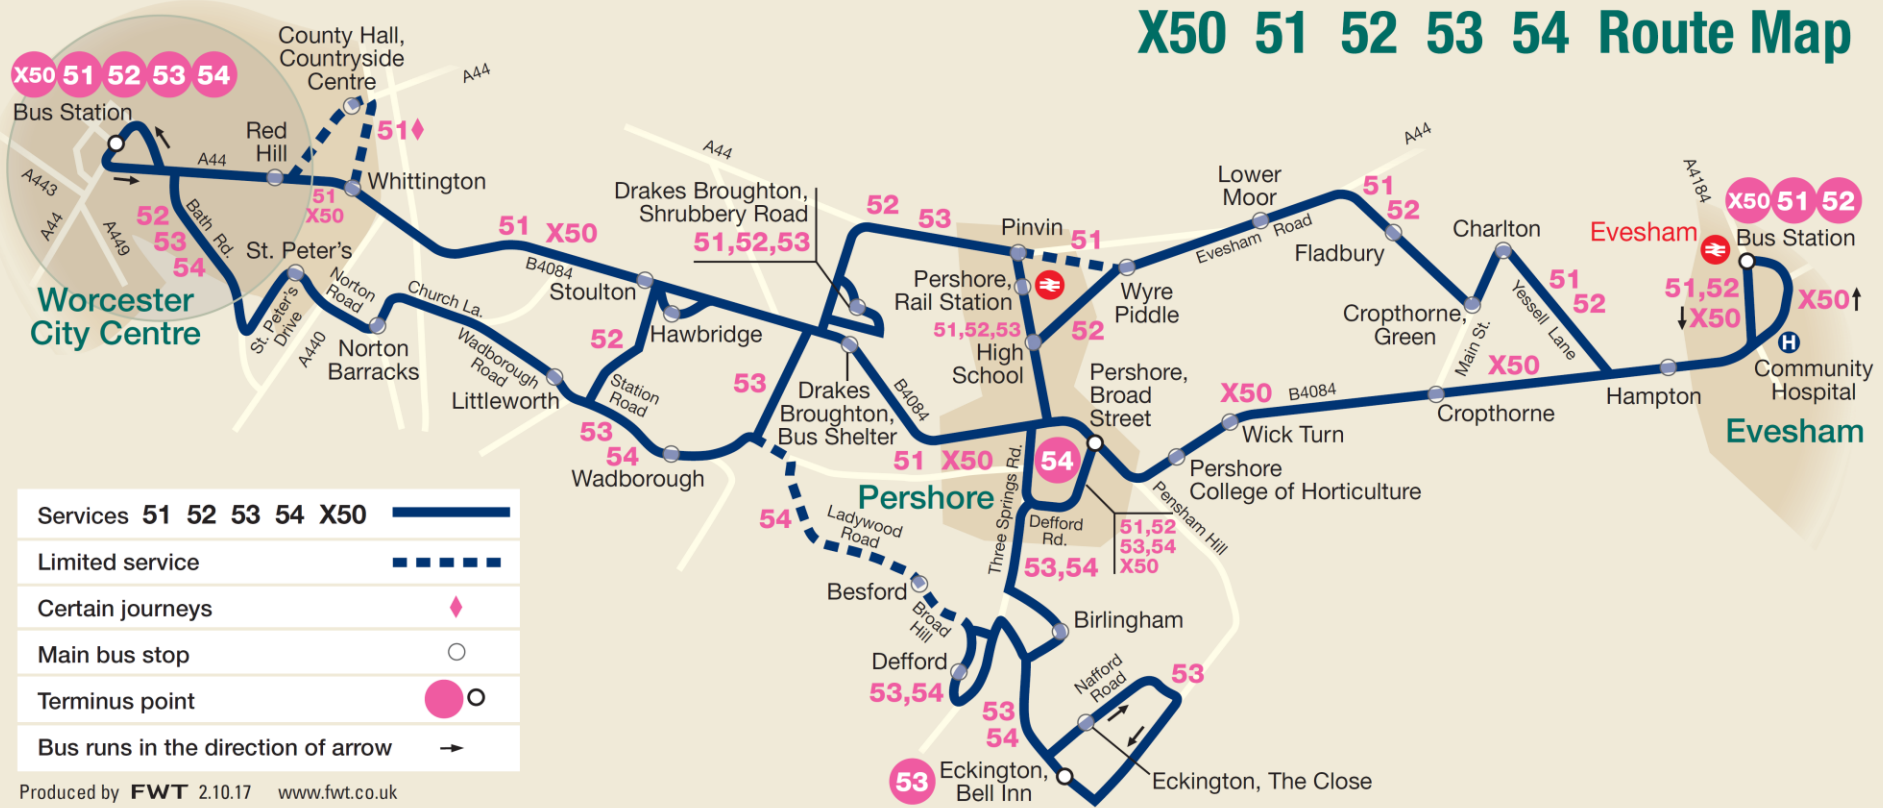 X50 51 52 53 54 Route Map
X50 51 52 53 54
Bus Station
County Hall,
Countryside
Centre
A44
51
Red
Hill
A44
Whittington
51
X50
A443
A44
A449
52
53
54
Bath Rd.
Worcester
City Centre
St. Peter's
St. Peter's
Drive
Norton
Road
A440
Norton
Barracks
Church La.
Wadborough
Road
Littleworth
51 X50
B4084
Stoulton
Hawbridge
52
Station
Road
53
54
Wadborough
53
A44
Drakes Broughton,
Shrubbery Road
51,52,53
Drakes
Broughton,
Bus Shelter
B4084
51 X50
52 53
Pinvin
51
Pershore,
Rail Station
51,52,53
High
School
52
Wyre
Piddle
Pershore,
Broad
Street
54
Pershore
Three Springs Rd.
Defford
Rd.
51,52
53,54
X50
53,54
Pensham Hill
Pershore
College of Horticulture
Wick Turn
X50
B4084
Lower
Moor
Evesham Road
A44
51
52
Fladbury
Cropthorne,
Green
Charlton
51
52
Yessell Lane
Main St.
X50
Cropthorne
Hampton
A4184
X50 51 52
Evesham
Bus Station
51,52
X50
X50
H
Community
Hospital
Evesham
54
Ladywood
Road
Besford
Broad
Hill
Defford
53,54
Birlingham
53
54
Nafford
Road
53
53
Eckington,
Bell Inn
Eckington, The Close
Services 51 52 53 54 X50
Limited service
Certain journeys
Main bus stop
Terminus point
Bus runs in the direction of arrow
Produced by FWT 2.10.17 www.fwt.co.uk